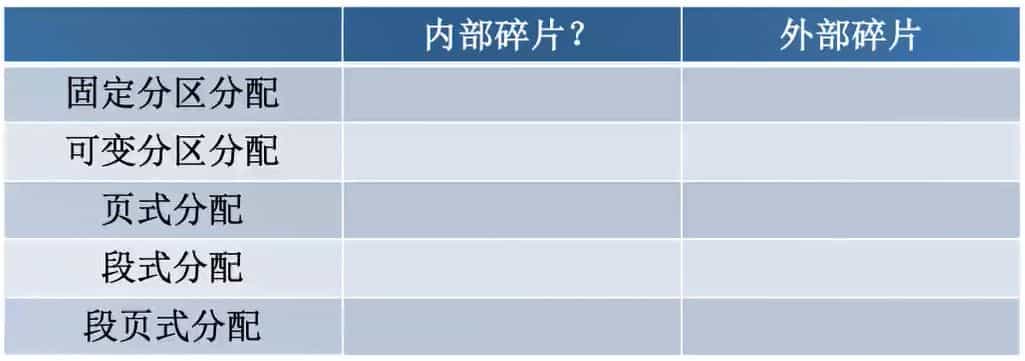 内部碎片? 外部碎片
固定分区分配
可变分区分配
页式分配
段式分配
段页式分配